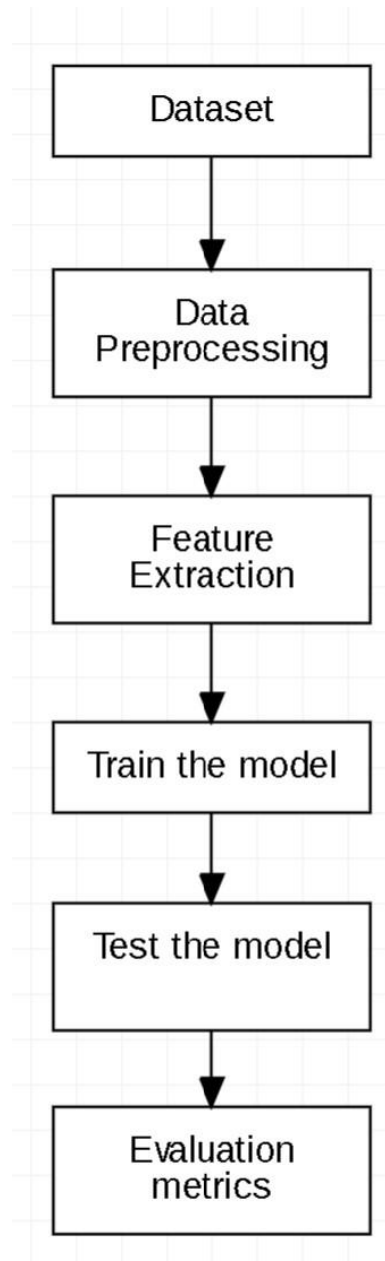 Dataset
Data
Preprocessing
Feature
Extraction
Train the model
Test the model
Evaluation
metrics